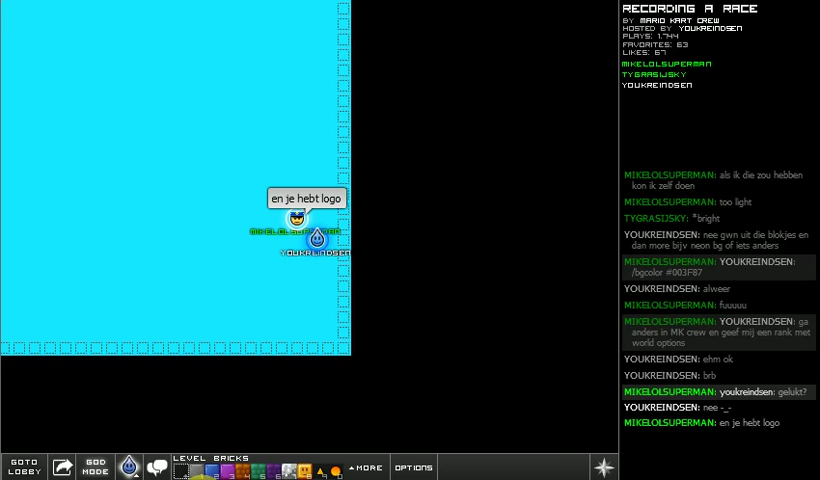 RECORDING A RACE
BY MARIO KART CREW
HOSTED BY YOUKREINDSEN
PLAYS: 1,744
FAVORITES: 63
LIKES: 67
MIKELOLSUPERMAN
TYGRASIJSKY
YOUKREINDSEN
MIKELOLSUPERMAN: als ik die zou hebben
kon ik zelf doen
MIKELOLSUPERMAN: too light
TYGRASIJSKY: *bright
YOUKREINDSEN: nee gwn uit die blokjes en
dan more bijv neon bg of iets anders
MIKELOLSUPERMAN: YOUKREINDSEN:
/bgcolor #003F87
YOUKREINDSEN: alweer
MIKELOLSUPERMAN: fuuuuu
MIKELOLSUPERMAN: YOUKREINDSEN: ga
anders in MK crew en geef mij een rank met
world options
YOUKREINDSEN: ehm ok
YOUKREINDSEN: brb
MIKELOLSUPERMAN: youkreindsen: gelukt?
YOUKREINDSEN: nee -_-
MIKELOLSUPERMAN: en je hebt logo
en je hebt logo
MIKELOLSUPERMAN
YOUKREINDSEN
GOTO
LOBBY
GOD
MODE
LEVEL BRICKS
MORE
OPTIONS